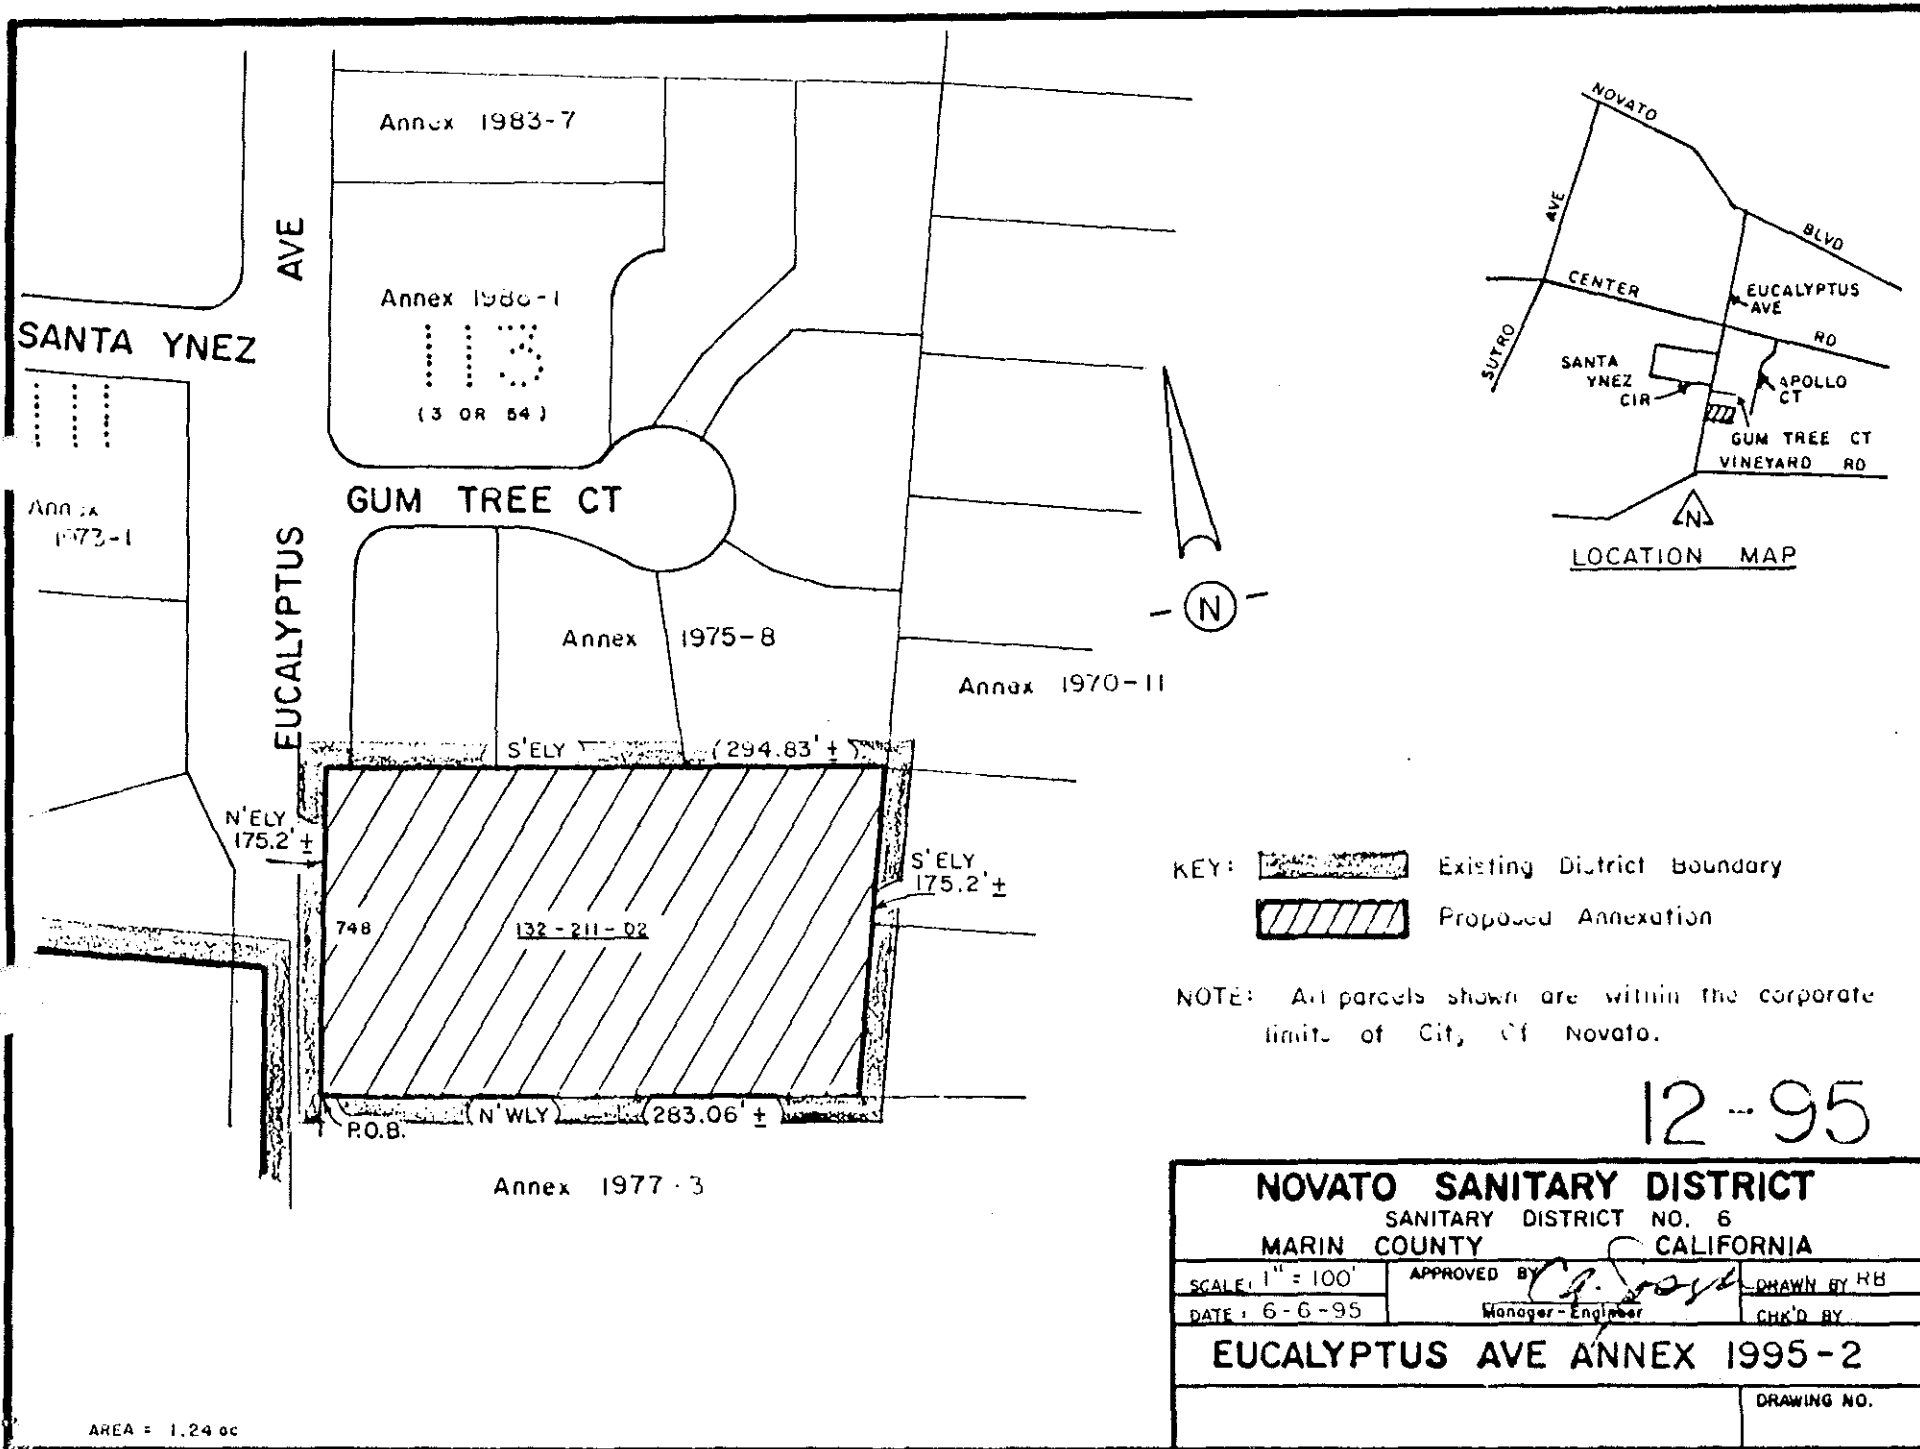 Annex 1983-7
AVE
Annex 1986-1
113
(3 OR 54)
SANTA YNEZ
111
Annex
1973-1
GUM TREE CT
EUCALYPTUS
Annex 1975-8
Annex 1970-11
S'ELY (294.83' ±)
N'ELY
175.2' ±
S'ELY
175.2' ±
748
132-211-02
P.O.B.
(N'WLY) (283.06' ±)
Annex 1977-3
N
NOVATO
BLVD
AVE
SUTRO
CENTER
RD
EUCALYPTUS
AVE
SANTA
YNEZ
CIR
APOLLO
CT
GUM TREE CT
VINEYARD RD
N
LOCATION MAP
KEY: Existing District Boundary
Proposed Annexation
NOTE: All parcels shown are within the corporate
limits of City Of Novato.
12-95
NOVATO SANITARY DISTRICT
SANITARY DISTRICT NO. 6
MARIN COUNTY CALIFORNIA
SCALE: 1" = 100'
APPROVED BY
Manager-Engineer
DRAWN BY RB
DATE: 6-6-95
CHK'D BY
EUCALYPTUS AVE ANNEX 1995-2
DRAWING NO.
AREA = 1.24 ac